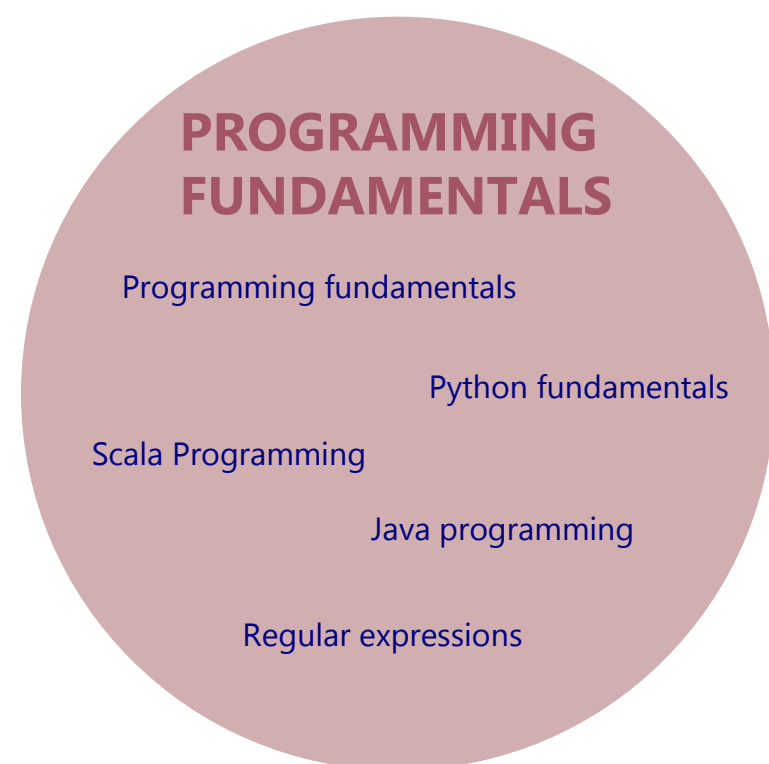 PROGRAMMING
FUNDAMENTALS
Programming fundamentals
Python fundamentals
Scala Programming
Java programming
Regular expressions